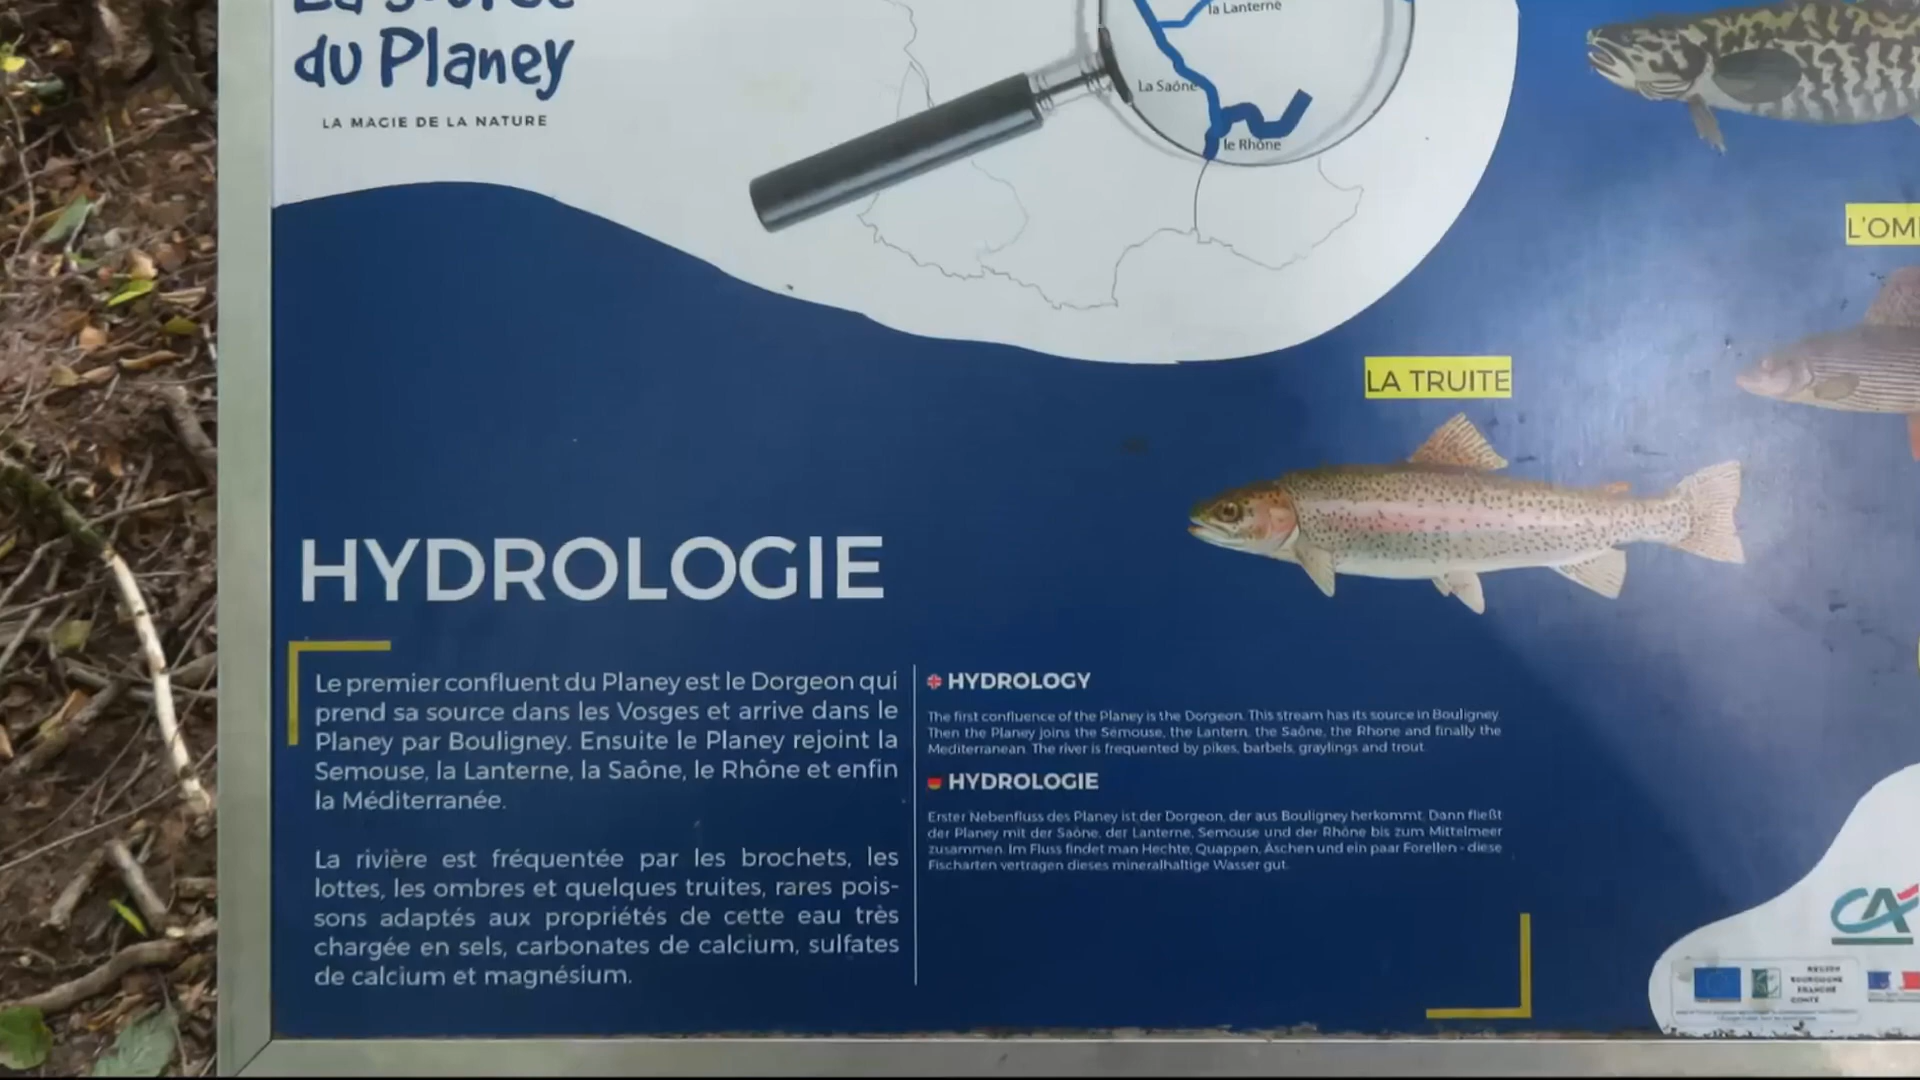 du Planey
LA MAGIE DE LA NATURE
la Lanterne
La Saône
le Rhône
L'OM
LA TRUITE
HYDROLOGIE
Le premier confluent du Planey est le Dorgeon qui
prend sa source dans les Vosges et arrive dans le
Planey par Bouligney. Ensuite le Planey rejoint la
Semouse, la Lanterne, la Saône, le Rhône et enfin
la Méditerranée.
La rivière est fréquentée par les brochets, les
lottes, les ombres et quelques truites, rares pois-
sons adaptés aux propriétés de cette eau très
chargée en sels, carbonates de calcium, sulfates
de calcium et magnésium.
HYDROLOGY
The first confluence of the Planey is the Dorgeon. This stream has its source in Bouligney.
Then the Planey joins the Semouse, the Lantern, the Saône, the Rhone and finally the
Mediterranean. The river is frequented by pikes, barbels, graylings and trout.
HYDROLOGIE
Erster Nebenfluss des Planey ist der Dorgeon, der aus Bouligney herkommt. Dann fließt
der Planey mit der Saône, der Lanterne, Semouse und der Rhône bis zum Mittelmeer
zusammen. Im Fluss findet man Hechte, Quappen, Äschen und ein paar Forellen - diese
Fischarten vertragen dieses mineralhaltige Wasser gut.
CA
REGION
BOURGOGNE
FRANCHE
COMTE